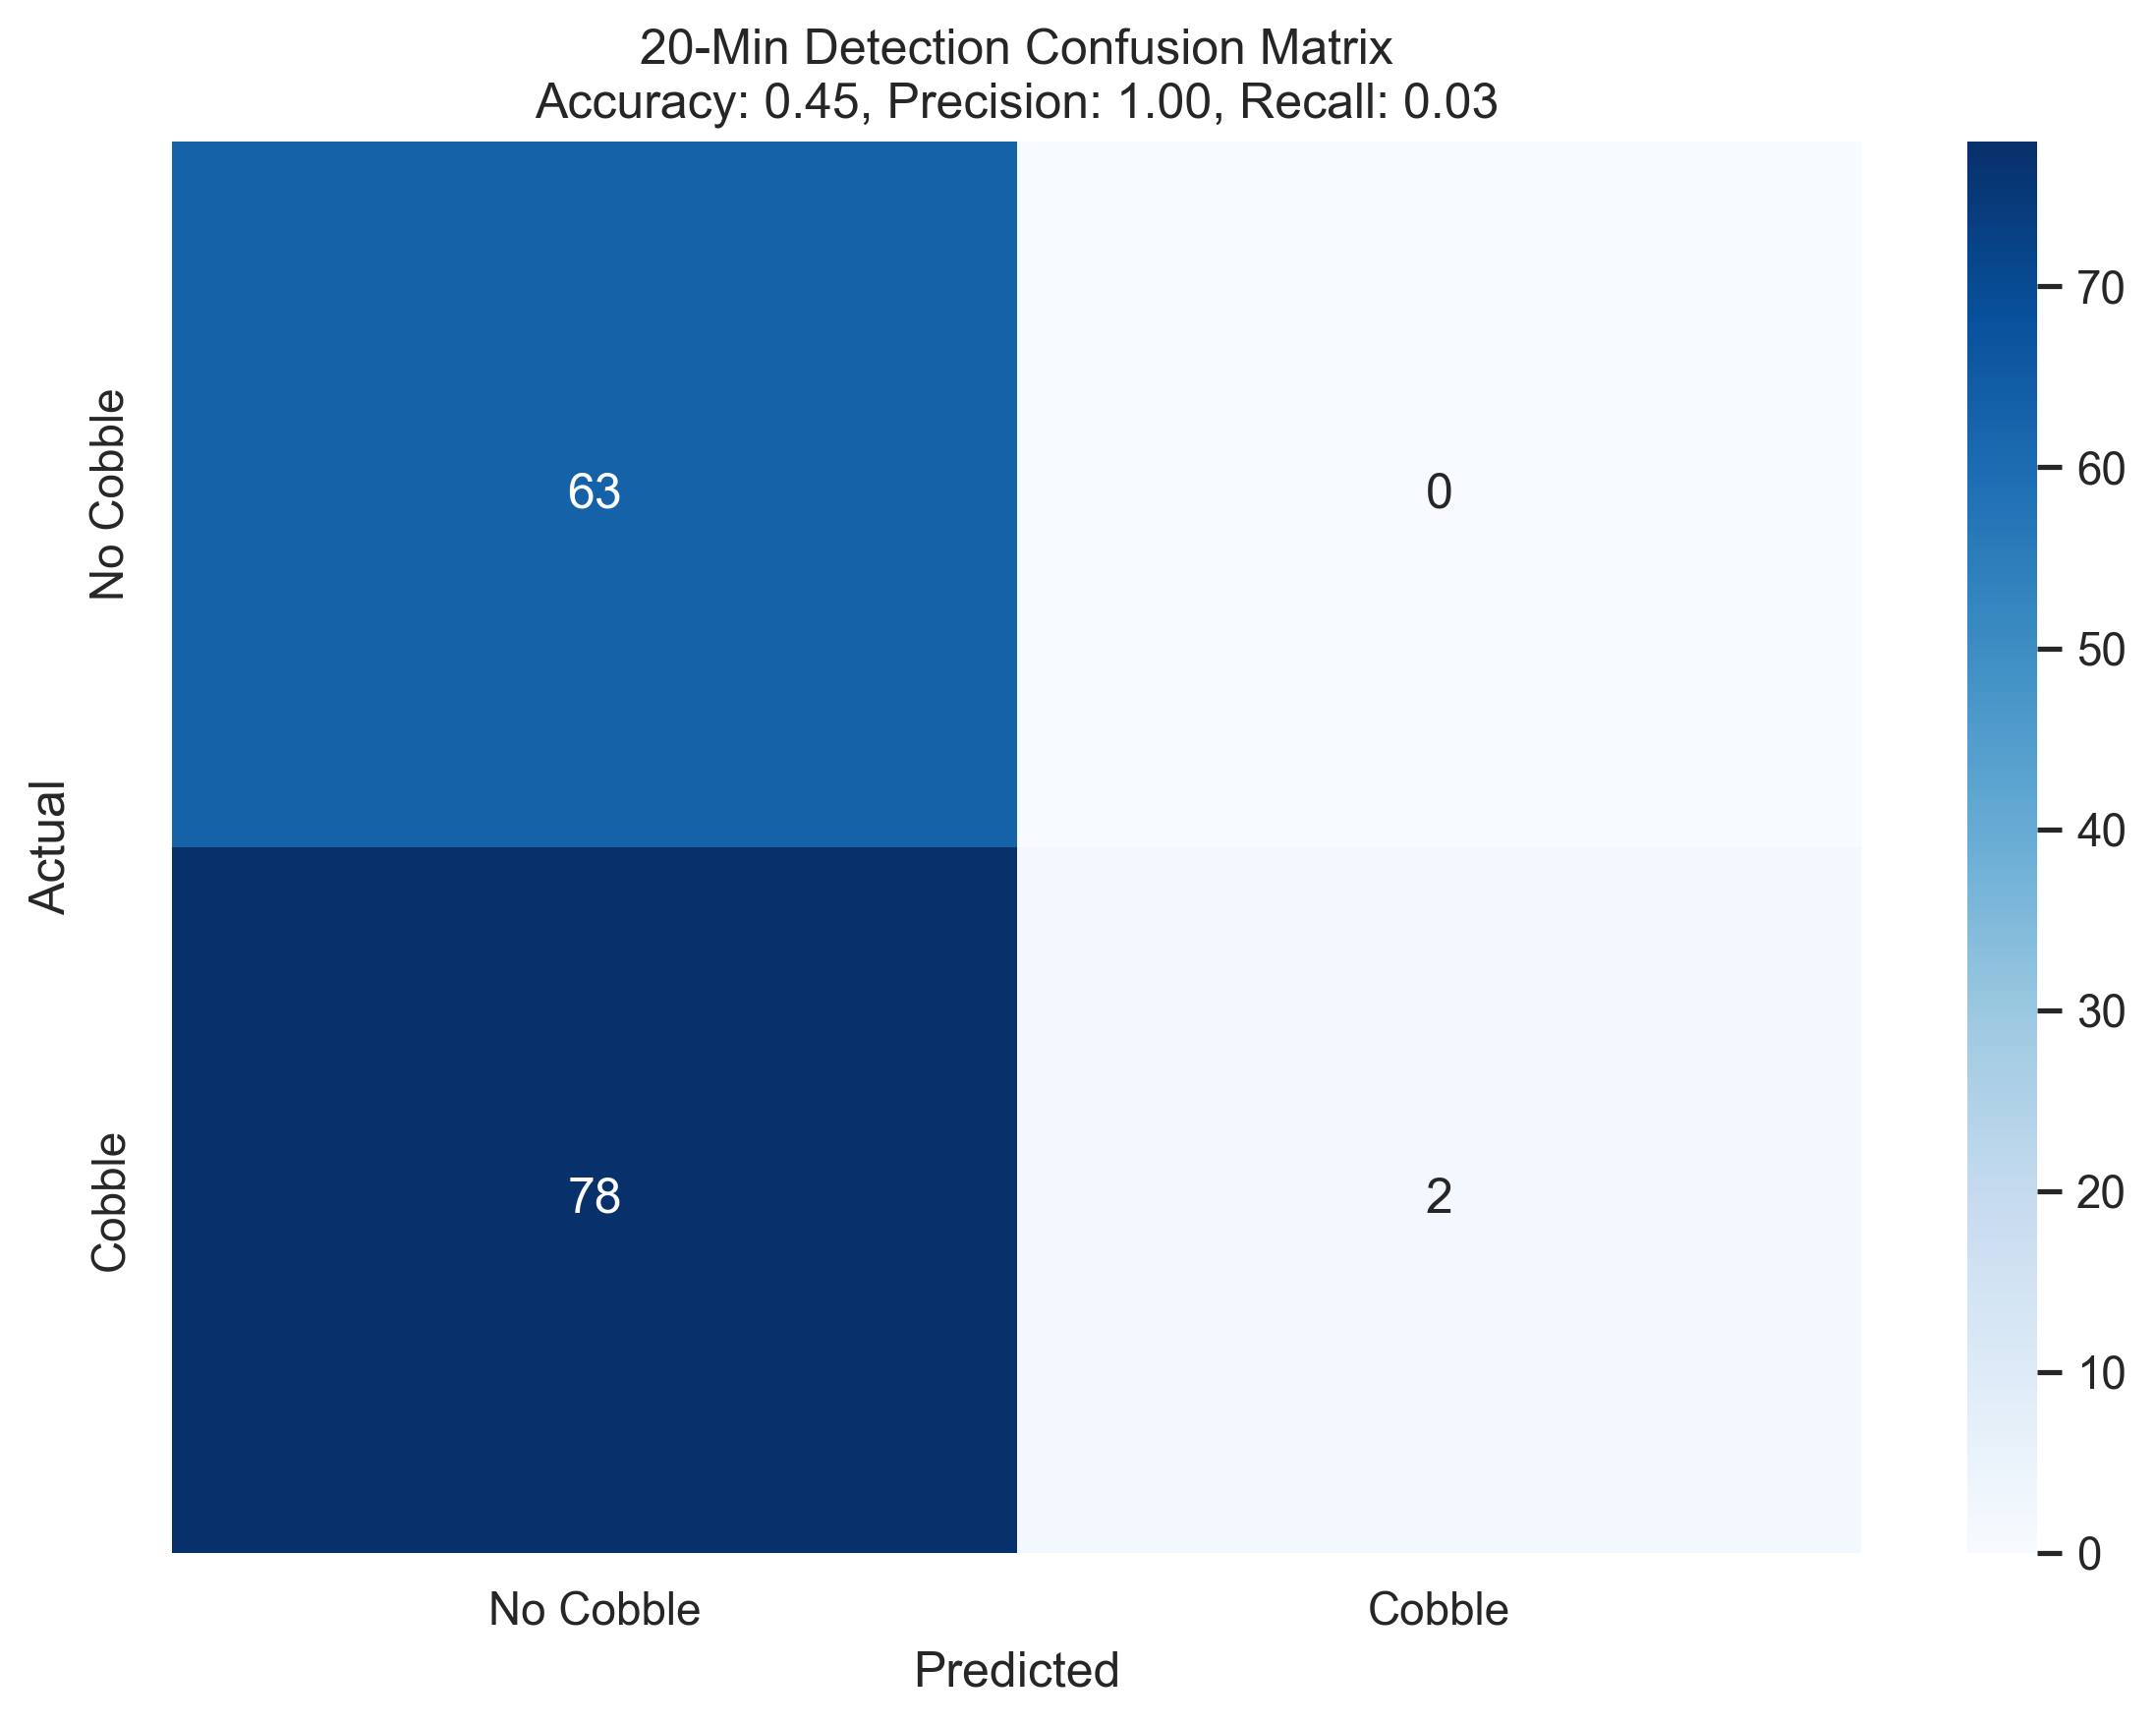 20-Min Detection Confusion Matrix
Accuracy: 0.45, Precision: 1.00, Recall: 0.03
Actual
No Cobble
Cobble
63
0
78
2
No Cobble
Cobble
Predicted
70
60
50
40
30
20
10
0